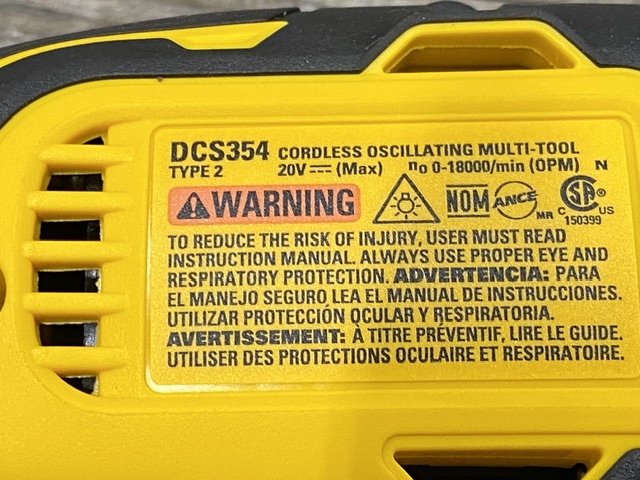 DCS354 CORDLESS OSCILLATING MULTI-TOOL
TYPE 2 20V ⎓ (Max) no 0-18000/min (OPM) N
WARNING NOM ANCE MR C SA ® C US
150399
TO REDUCE THE RISK OF INJURY, USER MUST READ
INSTRUCTION MANUAL. ALWAYS USE PROPER EYE AND
RESPIRATORY PROTECTION. ADVERTENCIA: PARA
EL MANEJO SEGURO LEA EL MANUAL DE INSTRUCCIONES.
UTILIZAR PROTECCIÓN OCULAR Y RESPIRATORIA.
AVERTISSEMENT: À TITRE PRÉVENTIF, LIRE LE GUIDE.
UTILISER DES PROTECTIONS OCULAIRE ET RESPIRATOIRE.